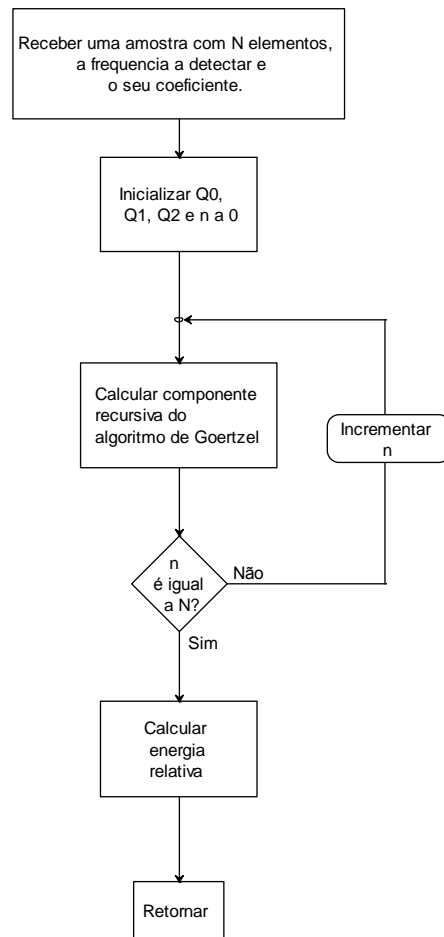 Receber uma amostra com N elementos,
a frequencia a detectar e
o seu coeficiente.
Inicializar Q0,
Q1, Q2 e n a 0
Calcular componente
recursiva do
algoritmo de Goertzel
Incrementar
n
n
é igual
a N?
Não
Sim
Calcular
energia
relativa
Retornar